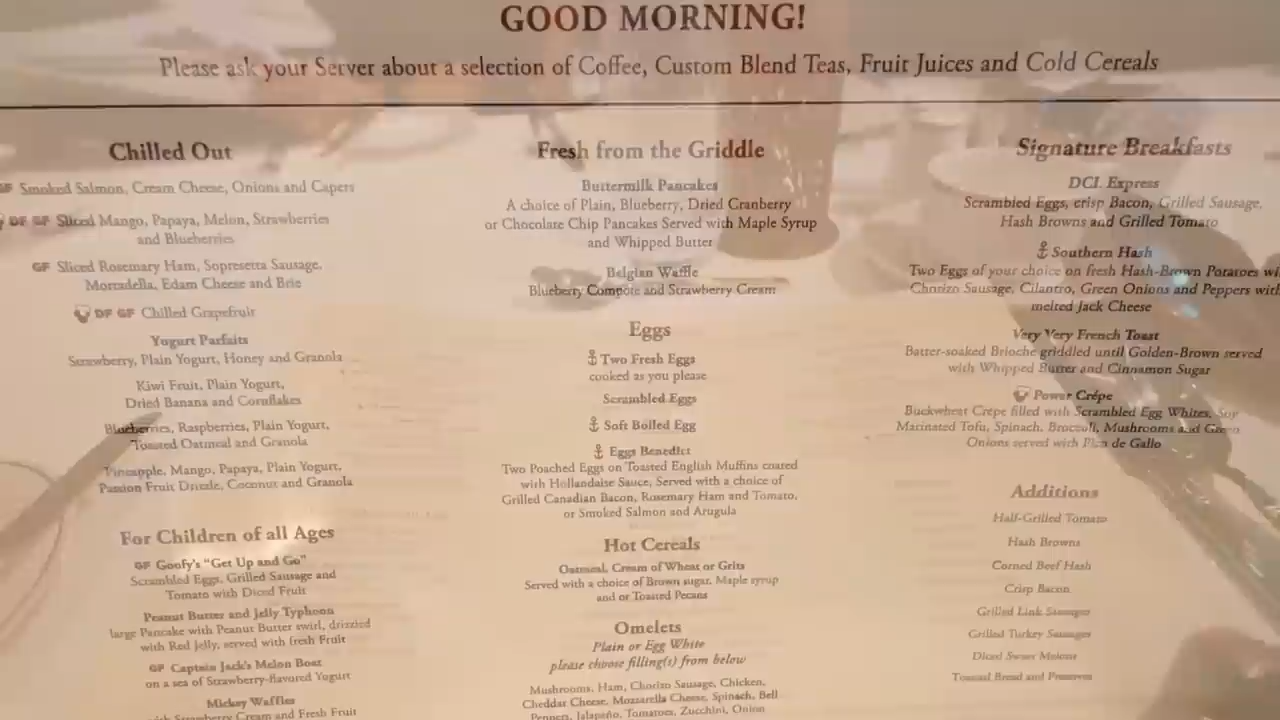 GOOD MORNING!
Please ask your Server about a selection of Coffee, Custom Blend Teas, Fruit Juices and Cold Cereals
Chilled Out
GF Smoked Salmon, Cream Cheese, Onions and Capers
DF GF Sliced Mango, Papaya, Melon, Strawberries
and Blueberries
GF Sliced Rosemary Ham, Sopresetta Sausage,
Mortadella, Edam Cheese and Brie
DF GF Chilled Grapefruit
Yogurt Parfaits
Strawberry, Plain Yogurt, Honey and Granola
Kiwi Fruit, Plain Yogurt,
Dried Banana and Cornflakes
Blueberries, Raspberries, Plain Yogurt,
Toasted Oatmeal and Granola
Pineapple, Mango, Papaya, Plain Yogurt,
Passion Fruit Drizzle, Coconut and Granola
For Children of all Ages
GF Goofy's "Get Up and Go"
Scrambled Eggs, Grilled Sausage and
Tomato with Diced Fruit
Peanut Butter and Jelly Typhoon
large Pancake with Peanut Butter swirl, drizzled
with Red Jelly, served with fresh Fruit
GF Captain Jack's Melon Boat
on a sea of Strawberry-flavored Yogurt
Mickey Waffles
with Strawberry Cream and Fresh Fruit
Fresh from the Griddle
Buttermilk Pancakes
A choice of Plain, Blueberry, Dried Cranberry
or Chocolate Chip Pancakes Served with Maple Syrup
and Whipped Butter
Belgian Waffle
Blueberry Compote and Strawberry Cream
Eggs
Two Fresh Eggs
cooked as you please
Scrambled Eggs
Soft Boiled Egg
Eggs Benedict
Two Poached Eggs on Toasted English Muffins coated
with Hollandaise Sauce, Served with a choice of
Grilled Canadian Bacon, Rosemary Ham and Tomato,
or Smoked Salmon and Arugula
Hot Cereals
Oatmeal, Cream of Wheat or Grits
Served with a choice of Brown sugar, Maple syrup
and or Toasted Pecans
Omelets
Plain or Egg White
please choose filling(s) from below
Mushrooms, Ham, Chorizo Sausage, Chicken,
Cheddar Cheese, Mozzarella Cheese, Spinach, Bell
Peppers, Jalapeño, Tomatoes, Zucchini, Onion
Signature Breakfasts
DCL Express
Scrambled Eggs, crisp Bacon, Grilled Sausage,
Hash Browns and Grilled Tomato
Southern Hash
Two Eggs of your choice on fresh Hash-Brown Potatoes wi
Chorizo Sausage, Cilantro, Green Onions and Peppers with
melted Jack Cheese
Very Very French Toast
Batter-soaked Brioche griddled until Golden-Brown served
with Whipped Butter and Cinnamon Sugar
Power Crêpe
Buckwheat Crêpe filled with Scrambled Egg Whites, Soy
Marinated Tofu, Spinach, Broccoli, Mushrooms and Green
Onions served with Pico de Gallo
Additions
Half-Grilled Tomato
Hash Browns
Corned Beef Hash
Crisp Bacon
Grilled Link Sausages
Grilled Turkey Sausages
Diced Sweet Melons
Toasted Bread and Preserves